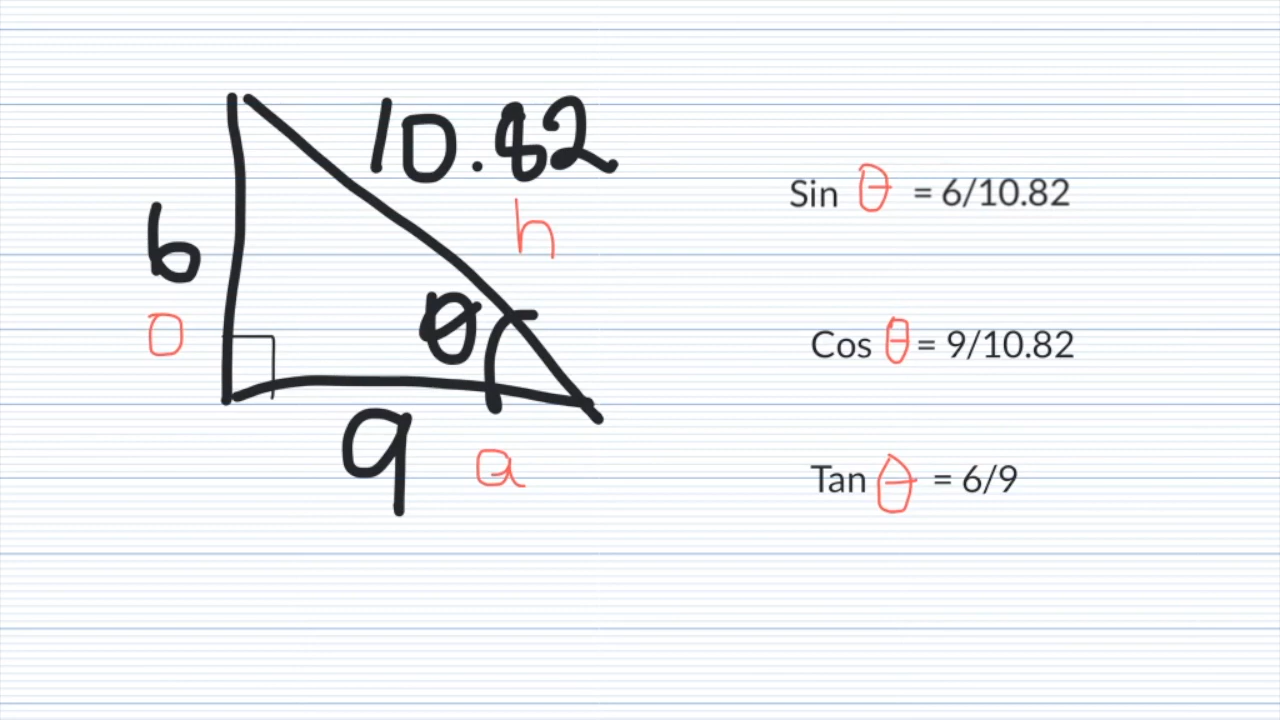 10.82
h
6
o
θ
9
a
Sin θ = 6/10.82
Cos θ = 9/10.82
Tan θ = 6/9